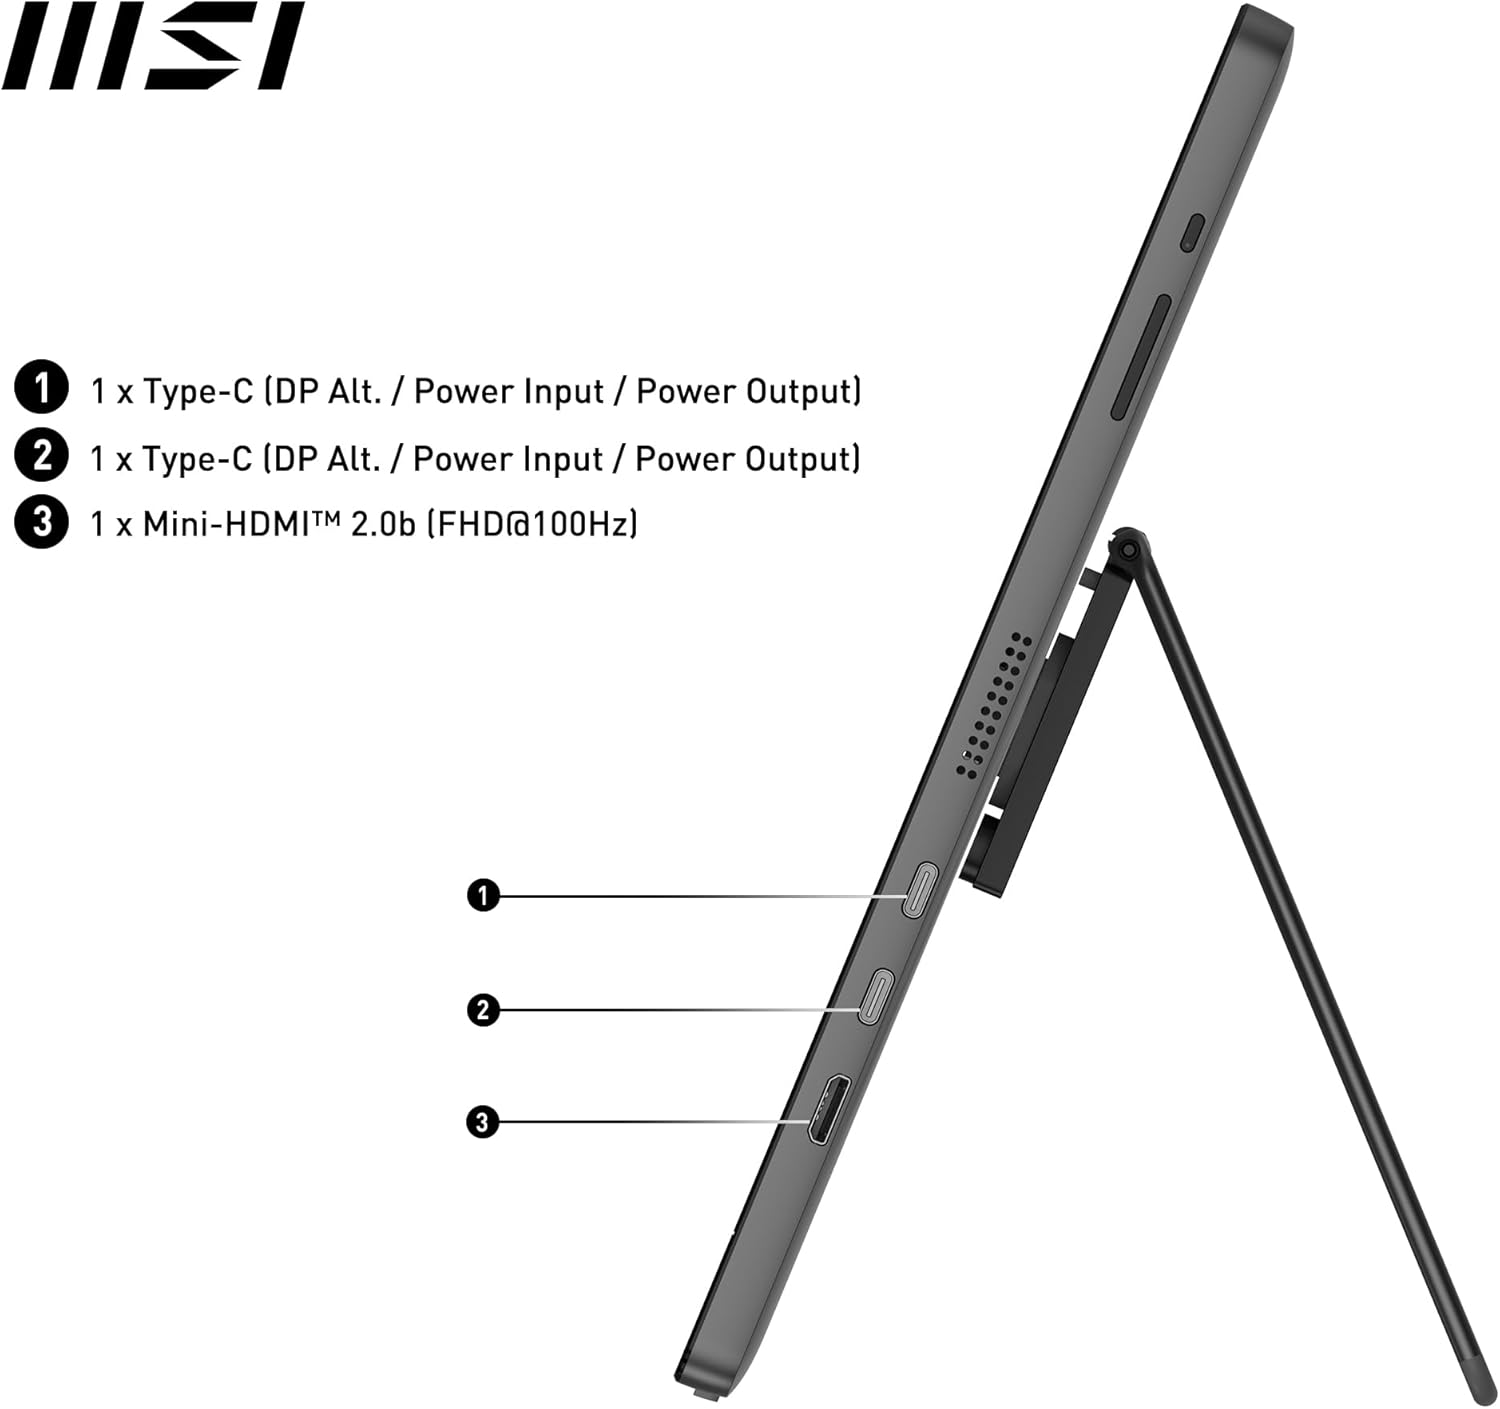 msi
1 1 x Type-C (DP Alt. / Power Input / Power Output)
2 1 x Type-C (DP Alt. / Power Input / Power Output)
3 1 x Mini-HDMI™ 2.0b (FHD@100Hz)
1
2
3